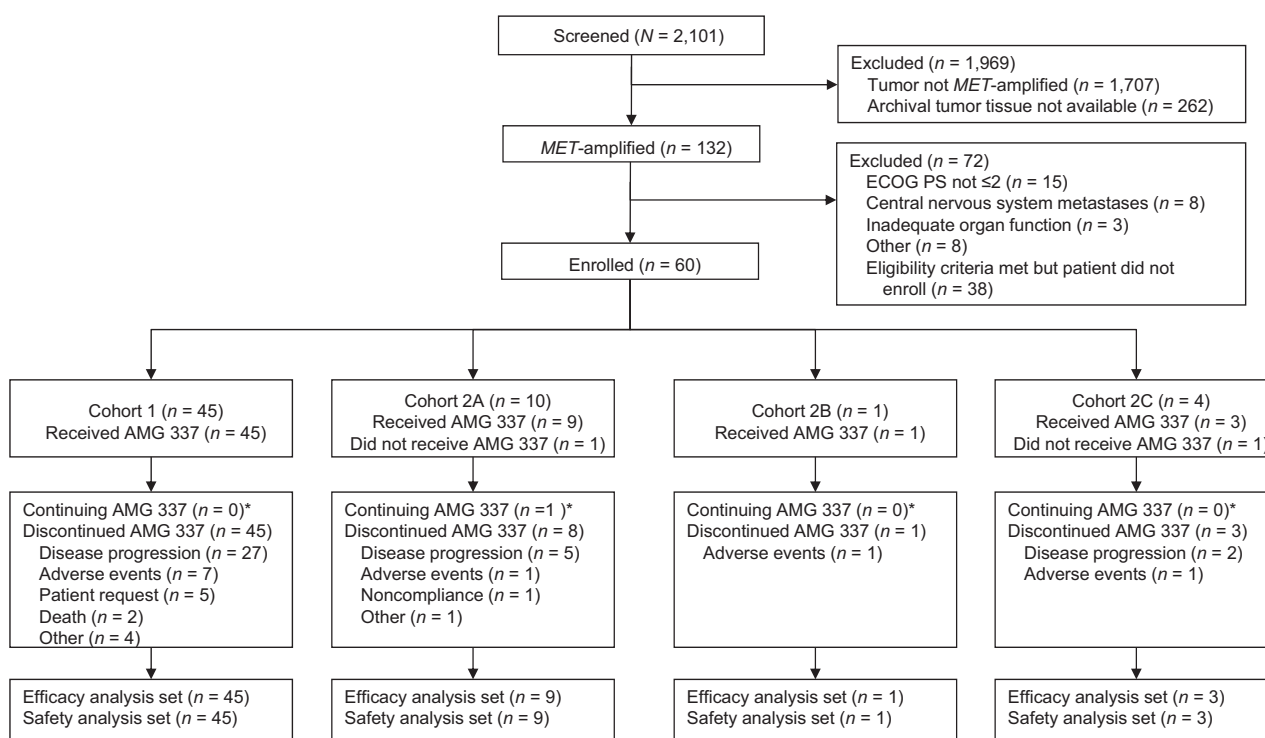 Screened (N = 2,101)
Excluded (n = 1,969)
Tumor not MET-amplified (n = 1,707)
Archival tumor tissue not available (n = 262)
MET-amplified (n = 132)
Excluded (n = 72)
ECOG PS not ≤2 (n = 15)
Central nervous system metastases (n = 8)
Inadequate organ function (n = 3)
Other (n = 8)
Eligibility criteria met but patient did not
enroll (n = 38)
Enrolled (n = 60)
Cohort 1 (n = 45)
Received AMG 337 (n = 45)
Cohort 2A (n = 10)
Received AMG 337 (n = 9)
Did not receive AMG 337 (n = 1)
Cohort 2B (n = 1)
Received AMG 337 (n = 1)
Cohort 2C (n = 4)
Received AMG 337 (n = 3)
Did not receive AMG 337 (n = 1)
Continuing AMG 337 (n = 0)*
Discontinued AMG 337 (n = 45)
Disease progression (n = 27)
Adverse events (n = 7)
Patient request (n = 5)
Death (n = 2)
Other (n = 4)
Continuing AMG 337 (n =1 )*
Discontinued AMG 337 (n = 8)
Disease progression (n = 5)
Adverse events (n = 1)
Noncompliance (n = 1)
Other (n = 1)
Continuing AMG 337 (n = 0)*
Discontinued AMG 337 (n = 1)
Adverse events (n = 1)
Continuing AMG 337 (n = 0)*
Discontinued AMG 337 (n = 3)
Disease progression (n = 2)
Adverse events (n = 1)
Efficacy analysis set (n = 45)
Safety analysis set (n = 45)
Efficacy analysis set (n = 9)
Safety analysis set (n = 9)
Efficacy analysis set (n = 1)
Safety analysis set (n = 1)
Efficacy analysis set (n = 3)
Safety analysis set (n = 3)